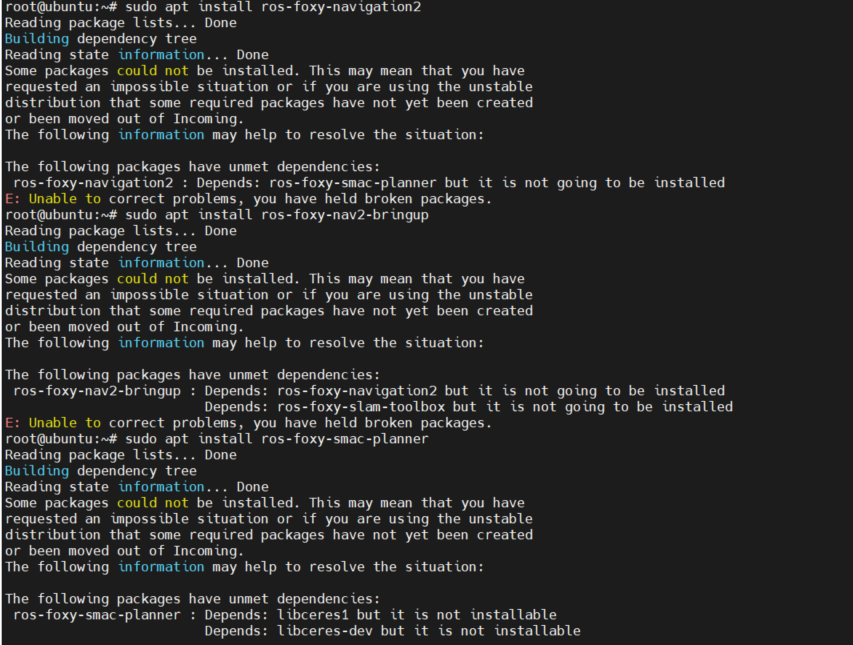 root@ubuntu:~# sudo apt install ros-foxy-navigation2
Reading package lists... Done
Building dependency tree
Reading state information... Done
Some packages could not be installed. This may mean that you have
requested an impossible situation or if you are using the unstable
distribution that some required packages have not yet been created
or been moved out of Incoming.
The following information may help to resolve the situation:

The following packages have unmet dependencies:
 ros-foxy-navigation2 : Depends: ros-foxy-smac-planner but it is not going to be installed
E: Unable to correct problems, you have held broken packages.
root@ubuntu:~# sudo apt install ros-foxy-nav2-bringup
Reading package lists... Done
Building dependency tree
Reading state information... Done
Some packages could not be installed. This may mean that you have
requested an impossible situation or if you are using the unstable
distribution that some required packages have not yet been created
or been moved out of Incoming.
The following information may help to resolve the situation:

The following packages have unmet dependencies:
 ros-foxy-nav2-bringup : Depends: ros-foxy-navigation2 but it is not going to be installed
                         Depends: ros-foxy-slam-toolbox but it is not going to be installed
E: Unable to correct problems, you have held broken packages.
root@ubuntu:~# sudo apt install ros-foxy-smac-planner
Reading package lists... Done
Building dependency tree
Reading state information... Done
Some packages could not be installed. This may mean that you have
requested an impossible situation or if you are using the unstable
distribution that some required packages have not yet been created
or been moved out of Incoming.
The following information may help to resolve the situation:

The following packages have unmet dependencies:
 ros-foxy-smac-planner : Depends: libceres1 but it is not installable
                         Depends: libceres-dev but it is not installable